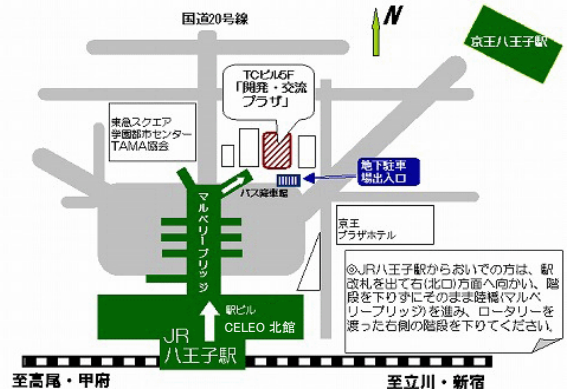 国道20号線
N
京王八王子駅
TCビル5F
「開発・交流
プラザ」
東急スクエア
学園都市センター
TAMA協会
地下駐車
場出入口
バス降車場
マルベリーブリッジ
京王
プラザホテル
◎JR八王子駅からおいでの方は、駅
改札を出て右(北口)方面へ向かい、階
段を下りずにそのまま陸橋(マルベ
リーブリッジ)を進み、ロータリーを
渡った右側の階段を下りてください。
駅ビル
CELEO 北館
JR
八王子駅
至高尾・甲府
至立川・新宿